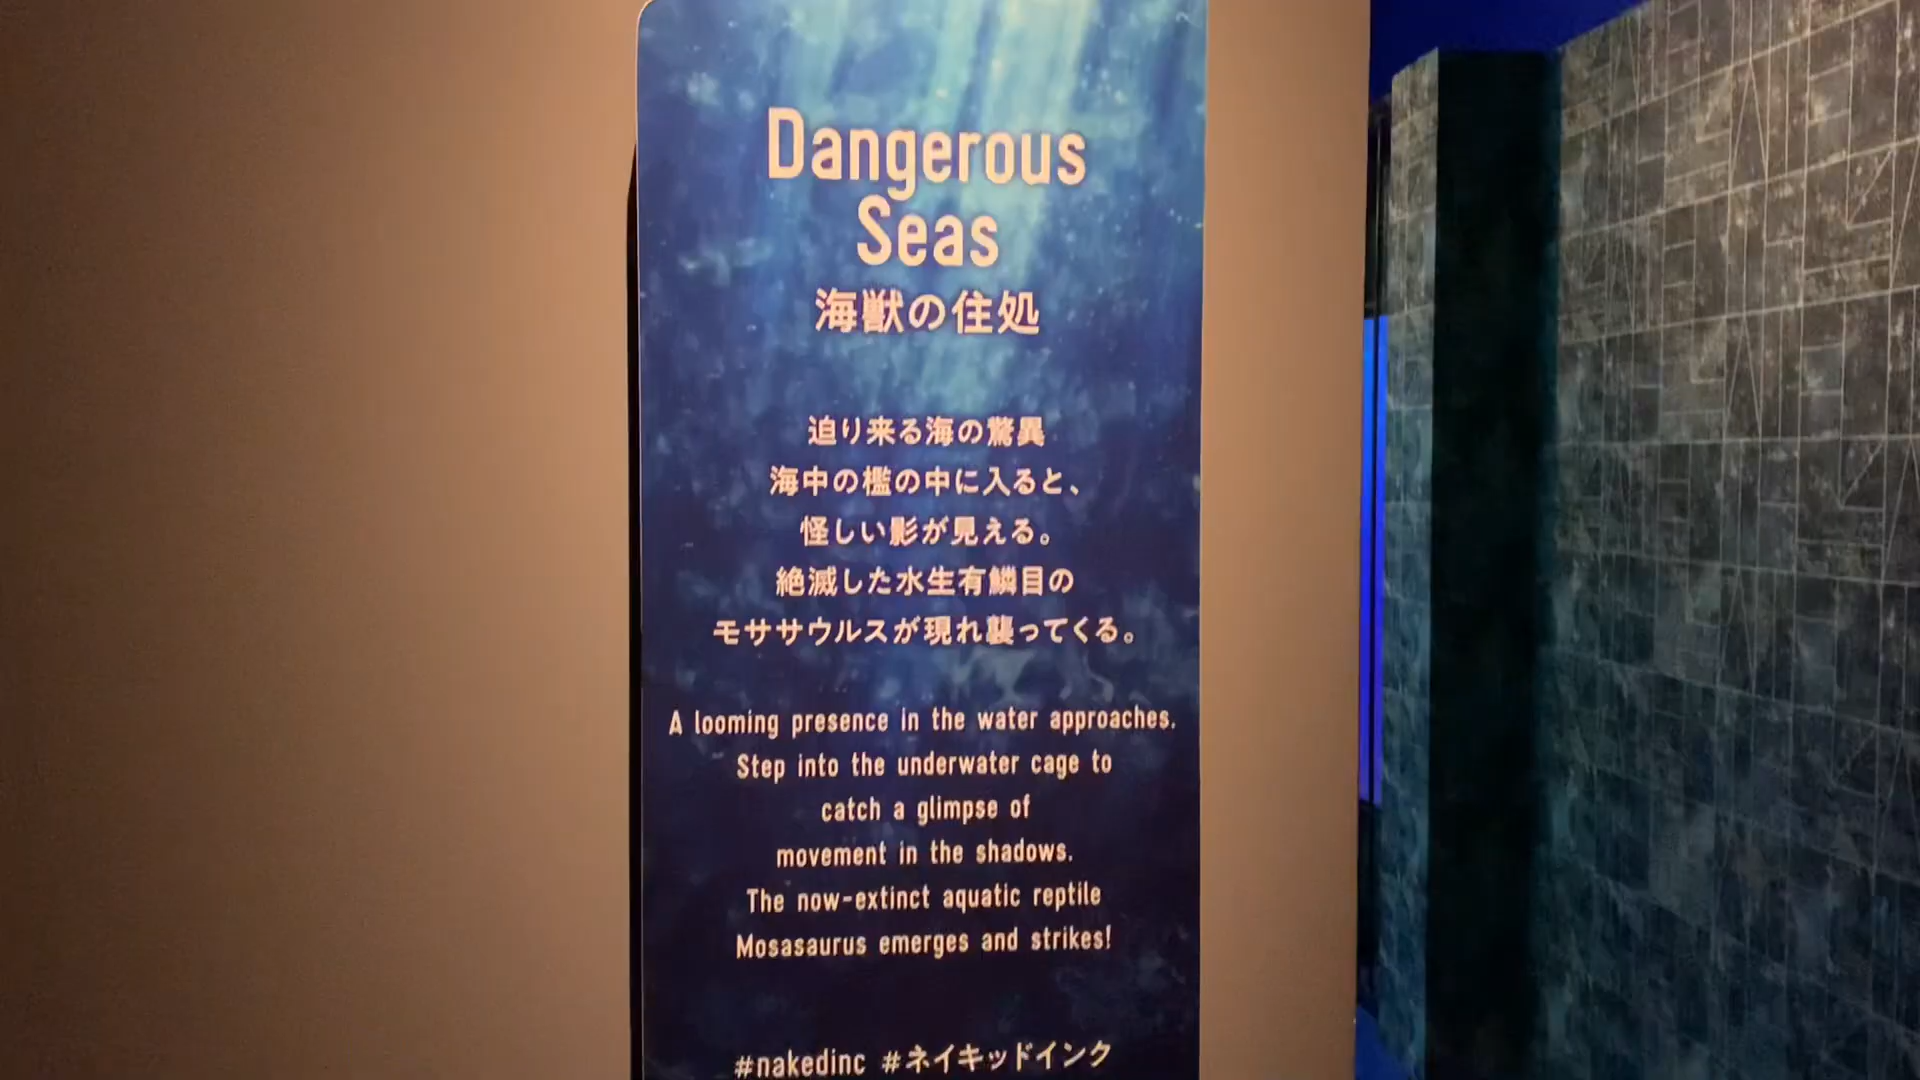 Dangerous
Seas
海獣の住処
迫り来る海の驚異
海中の檻の中に入ると、
怪しい影が見える。
絶滅した水生有鱗目の
モササウルスが現れ襲ってくる。
A looming presence in the water approaches.
Step into the underwater cage to
catch a glimpse of
movement in the shadows.
The now-extinct aquatic reptile
Mosasaurus emerges and strikes!
#nakedinc #ネイキッドインク